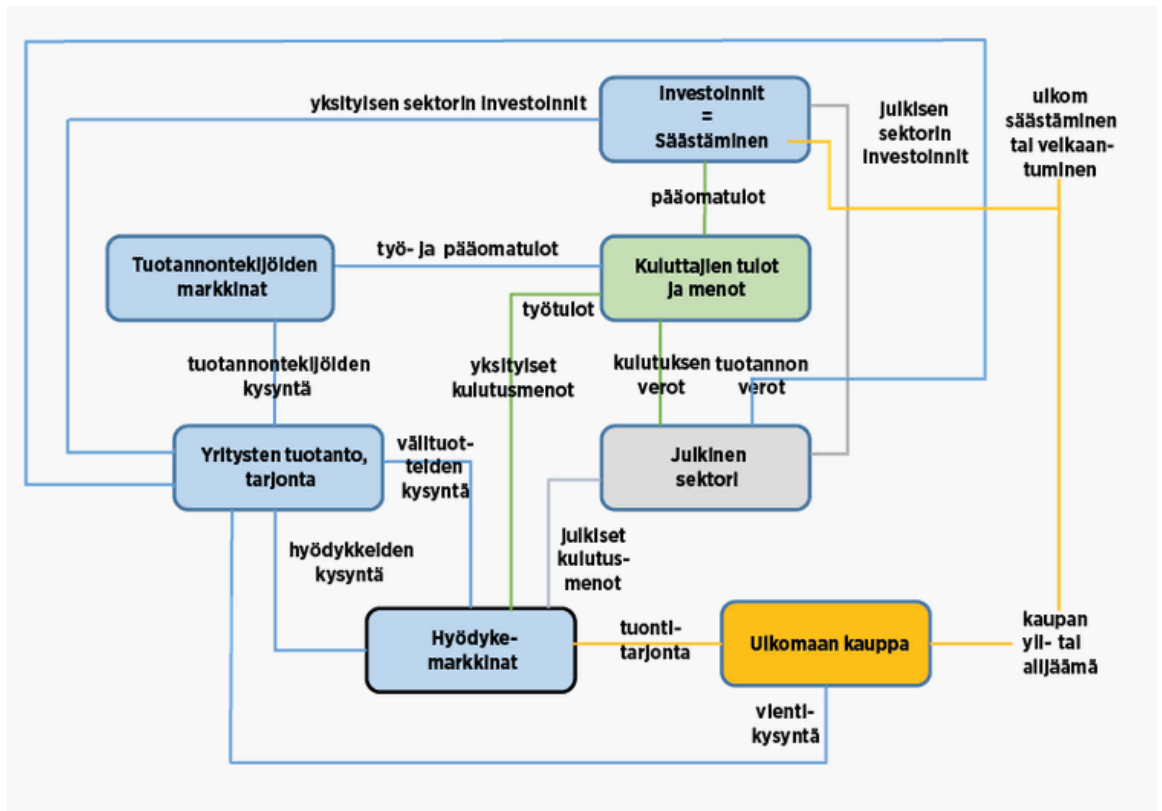 yksityisen sektorin investoinnit
Investoinnit
=
Säästäminen
julkisen
sektorin
investoinnit
ulkom
säästäminen
tai velkaan-
tuminen
pääomatulot
Tuotannontekijöiden
markkinat
työ- ja pääomatulot
Kuluttajien tulot
ja menot
työtulot
tuotannontekijöiden
kysyntä
yksityiset
kulutusmenot
kulutuksen
verot
tuotannon
verot
Yritysten tuotanto,
tarjonta
välituot-
teiden
kysyntä
Julkinen
sektori
hyödykkeiden
kysyntä
julkiset
kulutus-
menot
Hyödyke-
markkinat
tuonti-
tarjonta
Ulkomaan kauppa
kaupan
yli- tai
alijäämä
vienti-
kysyntä